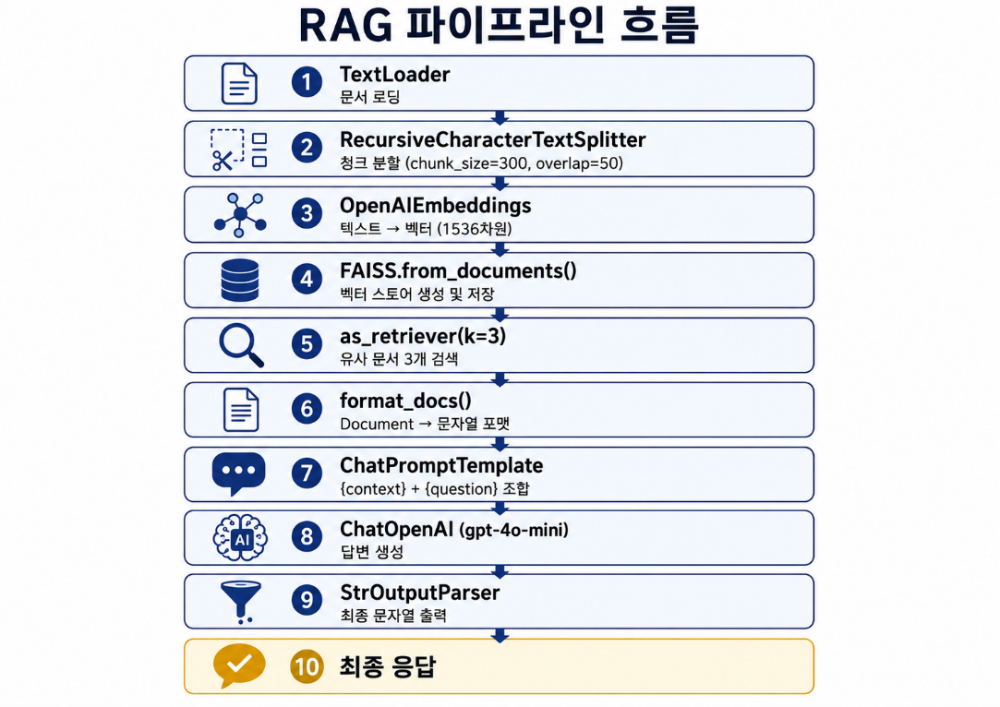 RAG 파이프라인 흐름
1 TextLoader
문서 로딩
2 RecursiveCharacterTextSplitter
청크 분할 (chunk_size=300, overlap=50)
3 OpenAIEmbeddings
텍스트 → 벡터 (1536차원)
4 FAISS.from_documents()
벡터 스토어 생성 및 저장
5 as_retriever(k=3)
유사 문서 3개 검색
6 format_docs()
Document → 문자열 포맷
7 ChatPromptTemplate
{context} + {question} 조합
AI 8 ChatOpenAI (gpt-4o-mini)
답변 생성
9 StrOutputParser
최종 문자열 출력
10 최종 응답